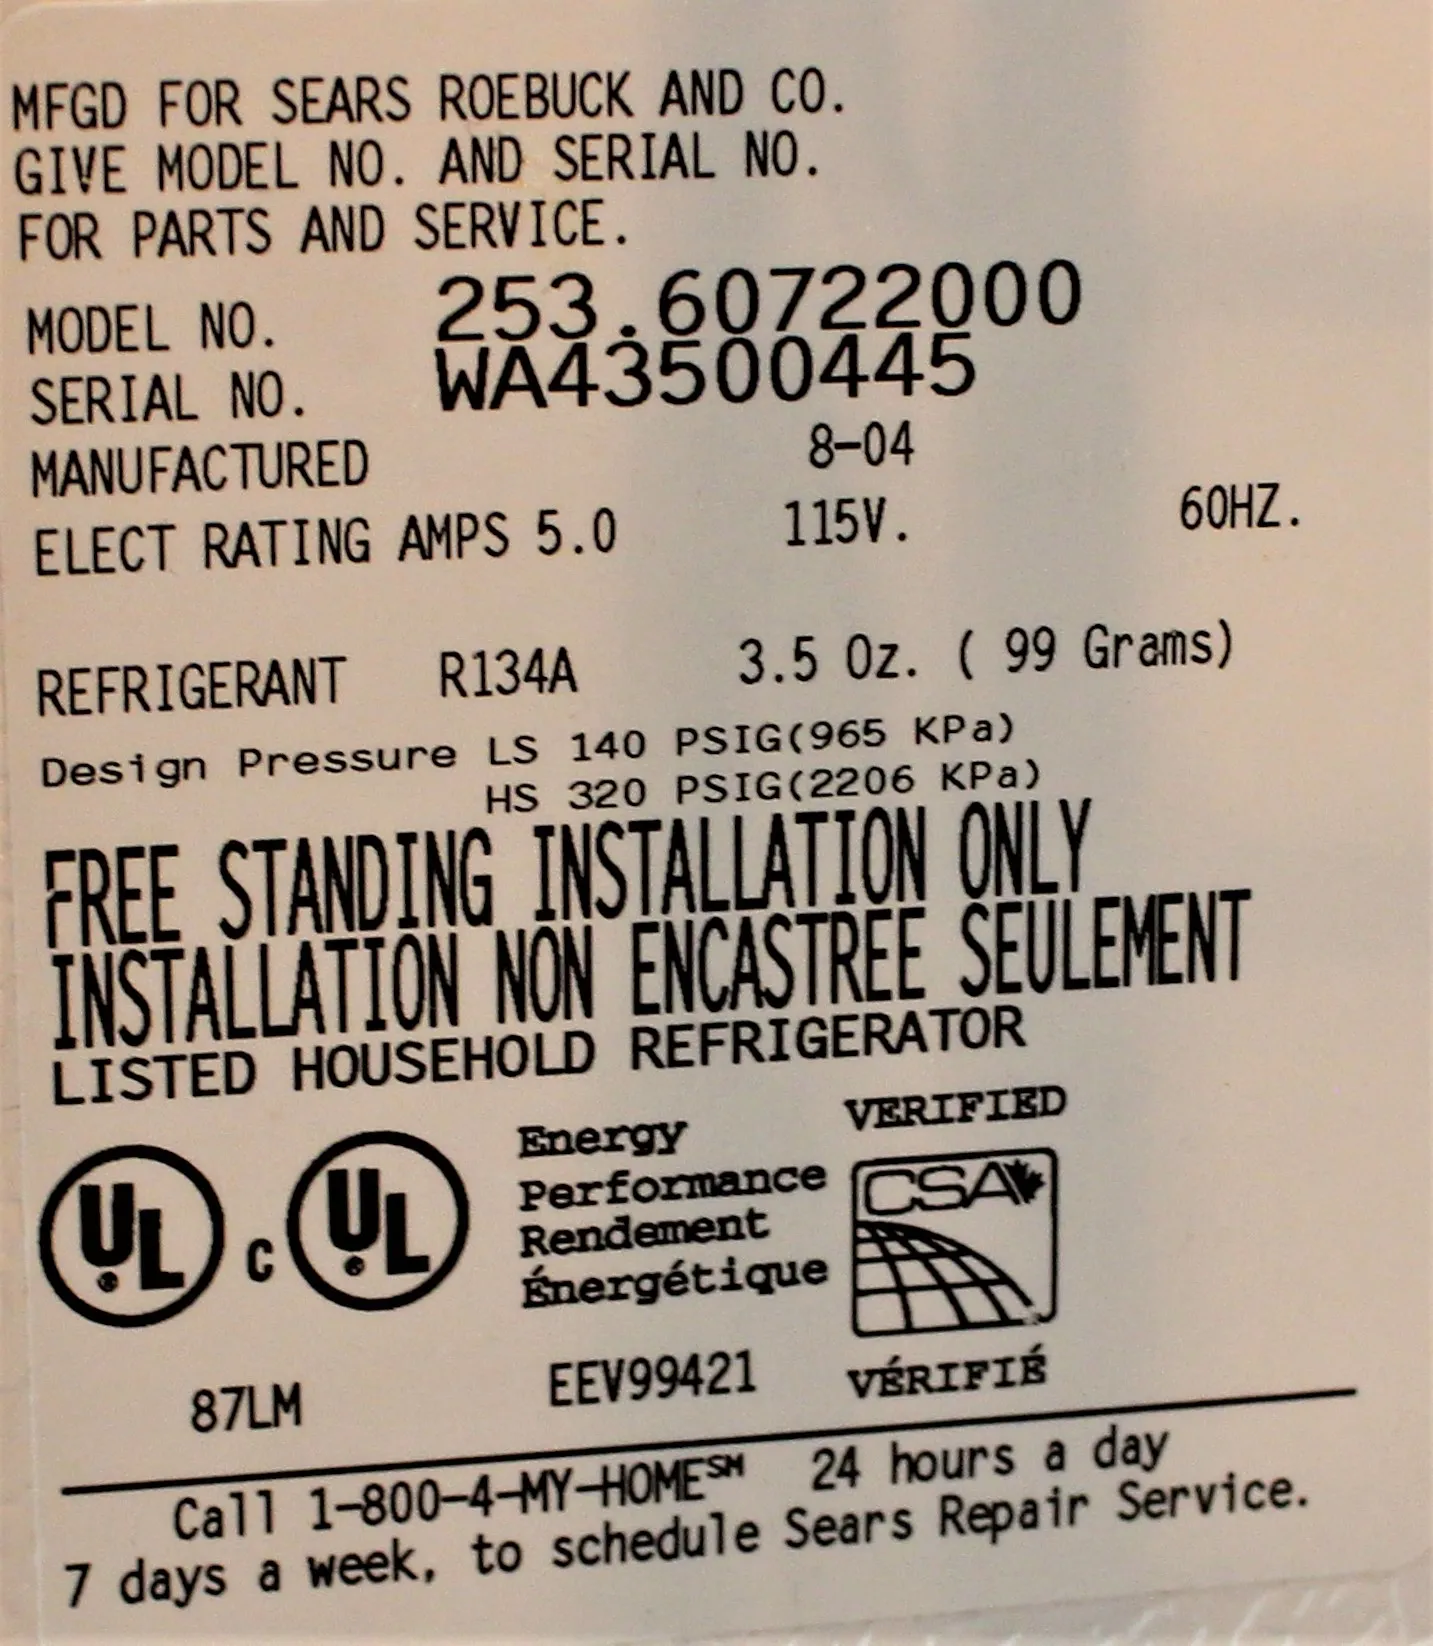 MFGD FOR SEARS ROEBUCK AND CO.
GIVE MODEL NO. AND SERIAL NO.
FOR PARTS AND SERVICE.
MODEL NO. 253.60722000
SERIAL NO. WA43500445
MANUFACTURED 8-04
ELECT RATING AMPS 5.0 115V. 60HZ.
REFRIGERANT R134A 3.5 Oz. ( 99 Grams)
Design Pressure LS 140 PSIG(965 KPa)
HS 320 PSIG(2206 KPa)
FREE STANDING INSTALLATION ONLY
INSTALLATION NON ENCASTREE SEULEMENT
LISTED HOUSEHOLD REFRIGERATOR
UL ® c UL ®
Energy
Performance
Rendement
Énergétique
VERIFIED
CSA
VÉRIFIÉ
87LM EEV99421
Call 1-800-4-MY-HOME℠ 24 hours a day
7 days a week, to schedule Sears Repair Service.